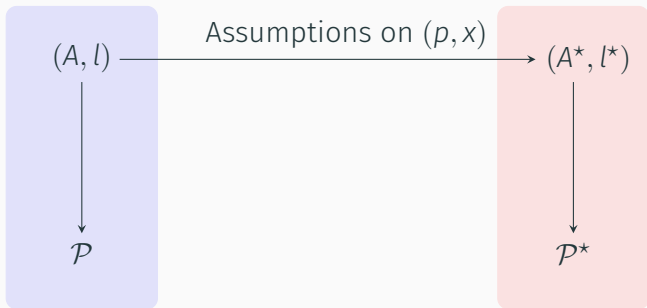 Assumptions on (p, x)
(A, l) (A⋆, l⋆)
𝒫 𝒫⋆